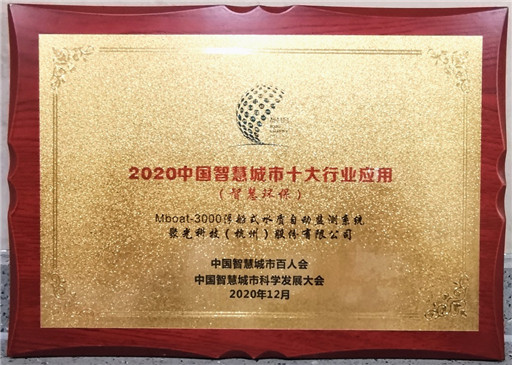 2020中国智慧城市十大行业应用
（智慧环保）
Mboat-3000浮船式水质自动监测系统
聚光科技（杭州）股份有限公司
中国智慧城市百人会
中国智慧城市科学发展大会
2020年12月